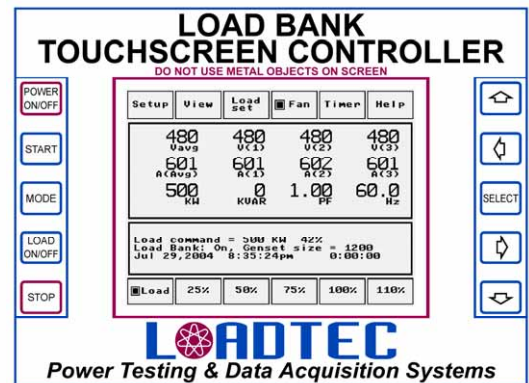 LOAD BANK
TOUCHSCREEN CONTROLLER
DO NOT USE METAL OBJECTS ON SCREEN
POWER
ON/OFF
START
MODE
LOAD
ON/OFF
STOP
Setup View Load set Fan Timer Help
480 480 480 480
Vavg V(1) V(2) V(3)
601 601 602 601
A(Avg) A(1) A(2) A(3)
500 0 1.00 60.0
KW KVAR PF Hz
Load command = 500 KW 42%
Load Bank: On, Genset size = 1200
Jul 29,2004 8:35:24pm 0:00:00
Load 25% 50% 75% 100% 110%
SELECT
LOADTEC
Power Testing & Data Acquisition Systems